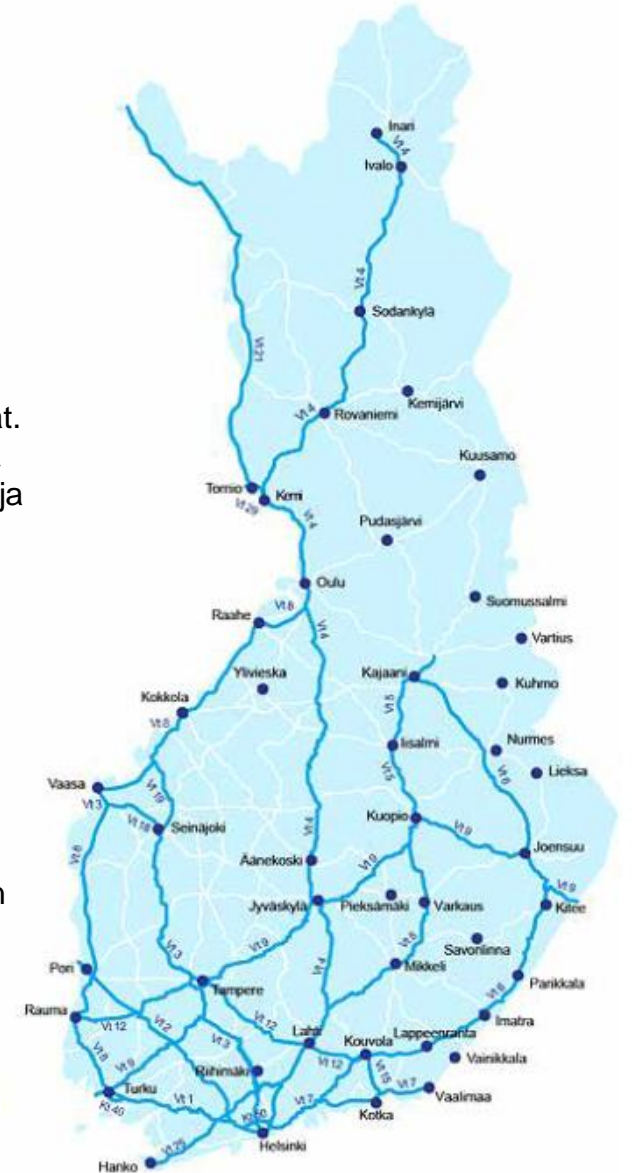 Inari
Vt 4
Ivalo
Vt 4
Sodankylä
Vt 21
Kemijärvi
Vt 4
Rovaniemi
at.
Kuusamo
ja
Tornio
Kemi
Vt 29
Vt 4
Pudasjärvi
Oulu
Suomussalmi
Vt 8
Raahe
Vt 4
Vartius
Ylivieska
Kajaani
Kuhmo
Kokkola
Vt 5
Vt 8
Iisalmi
Nurmes
Vt 5
Lieksa
Vt 6
Vaasa
Vt 19
Vt 3
Vt 18
Seinäjoki
Kuopio
Vt 9
Vt 4
Joensuu
Vt 8
Äänekoski
Vt 9
Vt 9
n
Jyväskylä
Pieksämäki
Varkaus
Kitee
Vt 9
Vt 5
Savonlinna
Vt 3
Vt 4
Mikkeli
Pori
Parikkala
Tampere
Vt 6
Rauma
Vt 12
Vt 2
Vt 12
Imatra
Lahti
Kouvola
Lappeenranta
Vt 3
Vt 8
Vt 9
Vt 12
Vainikkala
Riihimäki
Vt 15
Vt 7
Turku
Vt 1
Vt 7
Vaalimaa
Kt 40
Kt 50
Kotka
Helsinki
Vt 25
Hanko